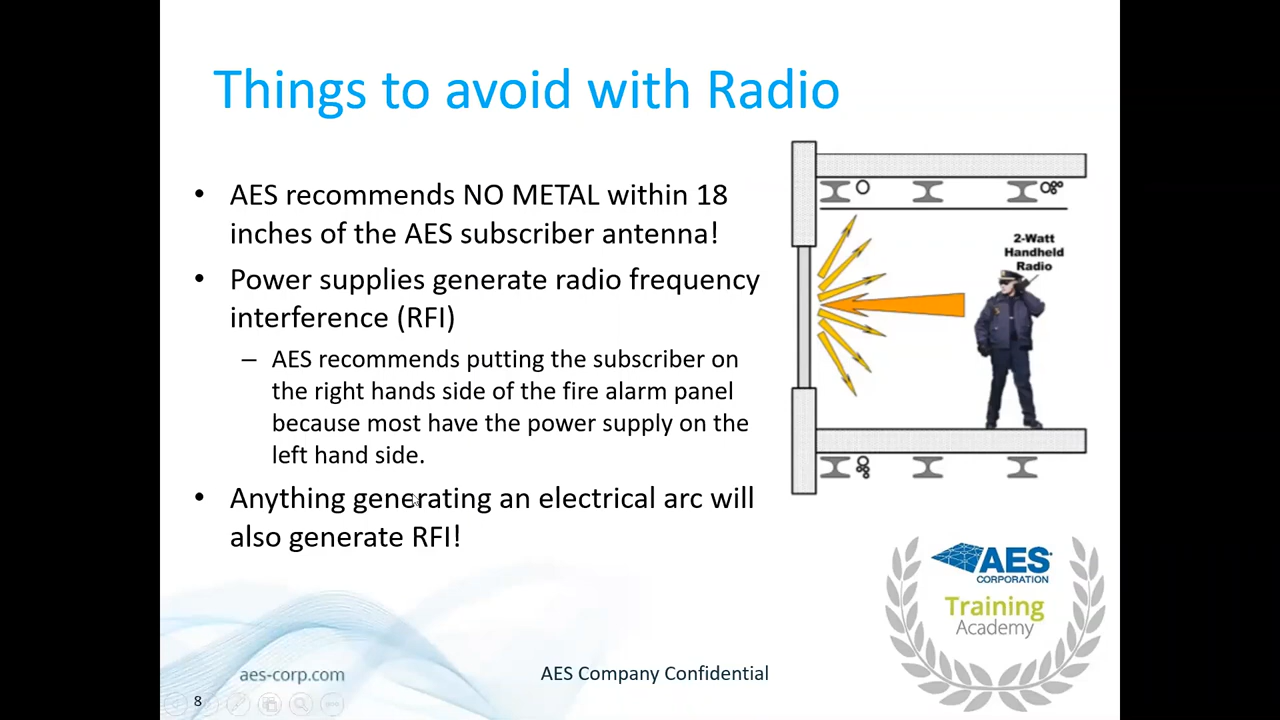 Things to avoid with Radio
• AES recommends NO METAL within 18
inches of the AES subscriber antenna!
• Power supplies generate radio frequency
interference (RFI)
– AES recommends putting the subscriber on
the right hands side of the fire alarm panel
because most have the power supply on the
left hand side.
• Anything generating an electrical arc will
also generate RFI!
2-Watt
Handheld
Radio
AES
CORPORATION
Training
Academy
aes-corp.com
AES Company Confidential
8